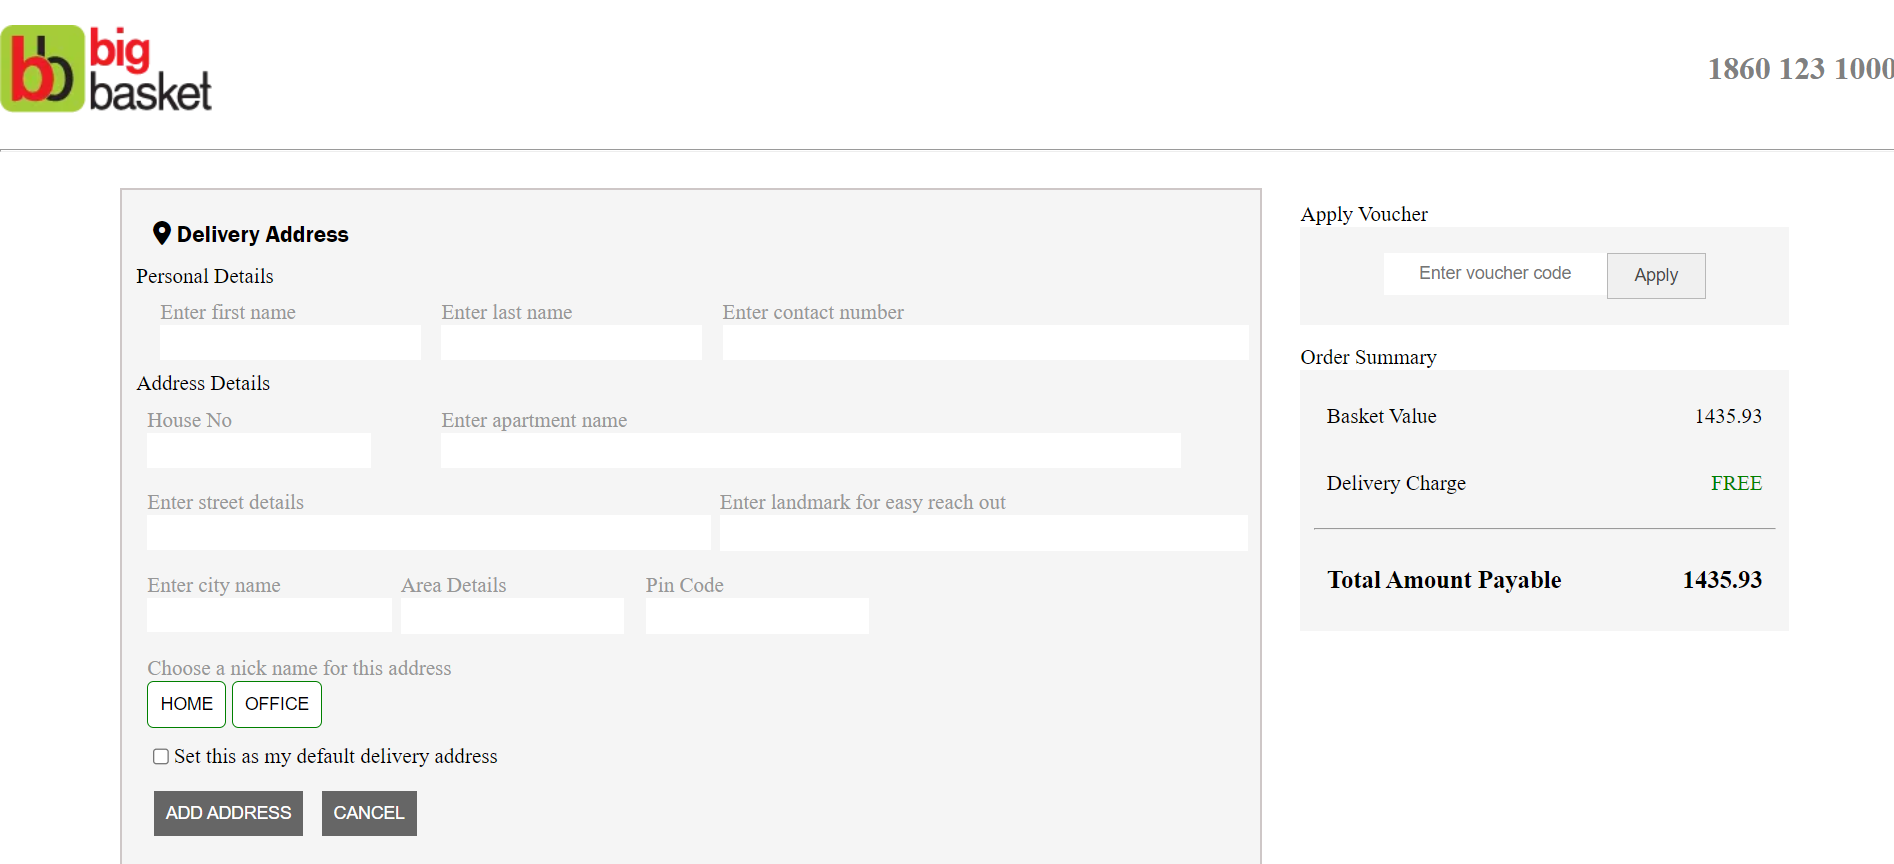 big
basket
1860 123 1000
Delivery Address
Personal Details
Enter first name Enter last name Enter contact number
Address Details
House No Enter apartment name
Enter street details Enter landmark for easy reach out
Enter city name Area Details Pin Code
Choose a nick name for this address
HOME OFFICE
Set this as my default delivery address
ADD ADDRESS CANCEL
Apply Voucher
Enter voucher code Apply
Order Summary
Basket Value 1435.93
Delivery Charge FREE
Total Amount Payable 1435.93